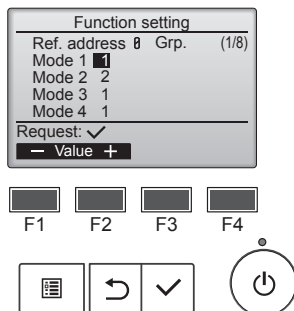 Function setting
Ref. address 0 Grp. (1/8)
Mode 1 1
Mode 2 2
Mode 3 1
Mode 4 1
Request: ✓
− Value +
F1 F2 F3 F4